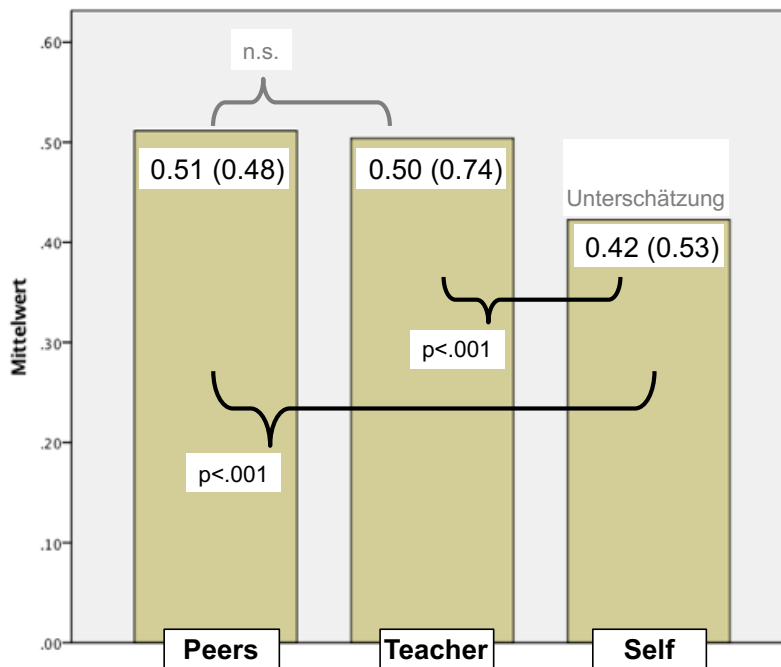 .60
n.s.
.50
0.51 (0.48)
0.50 (0.74)
Unterschätzung
.40
0.42 (0.53)
Mittelwert
.30
p<.001
.20
p<.001
.10
.00
Peers
Teacher
Self